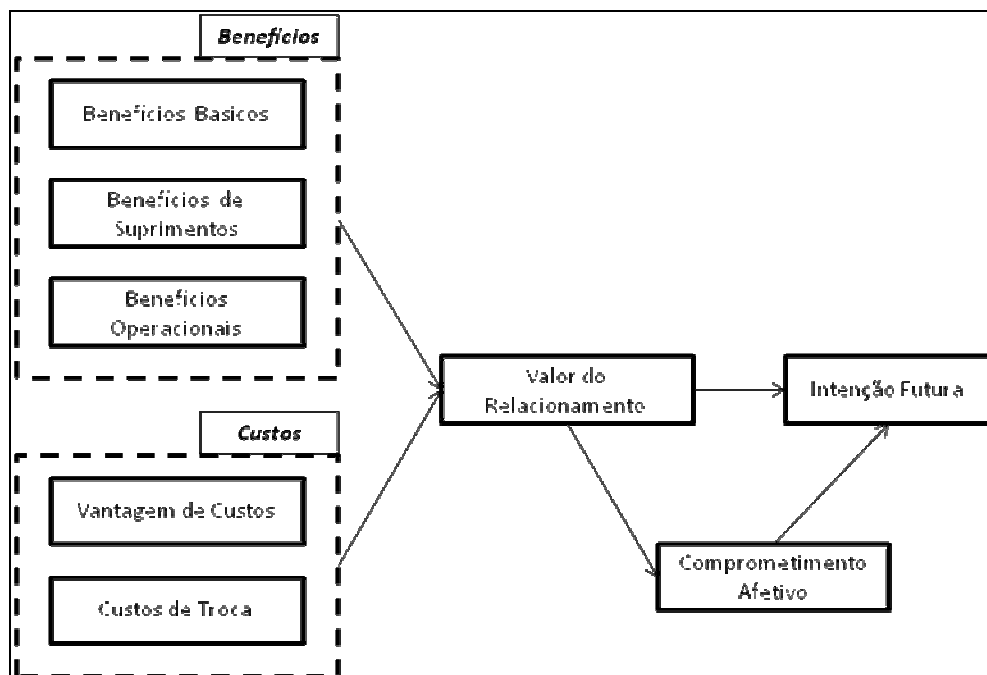 Benefícios
Benefícios Basicos
Benefícios de
Suprimentos
Benefícios
Operacionais
Custos
Vantagem de Custos
Custos de Troca
Valor do
Relacionamento
Intenção Futura
Comprometimento
Afetivo